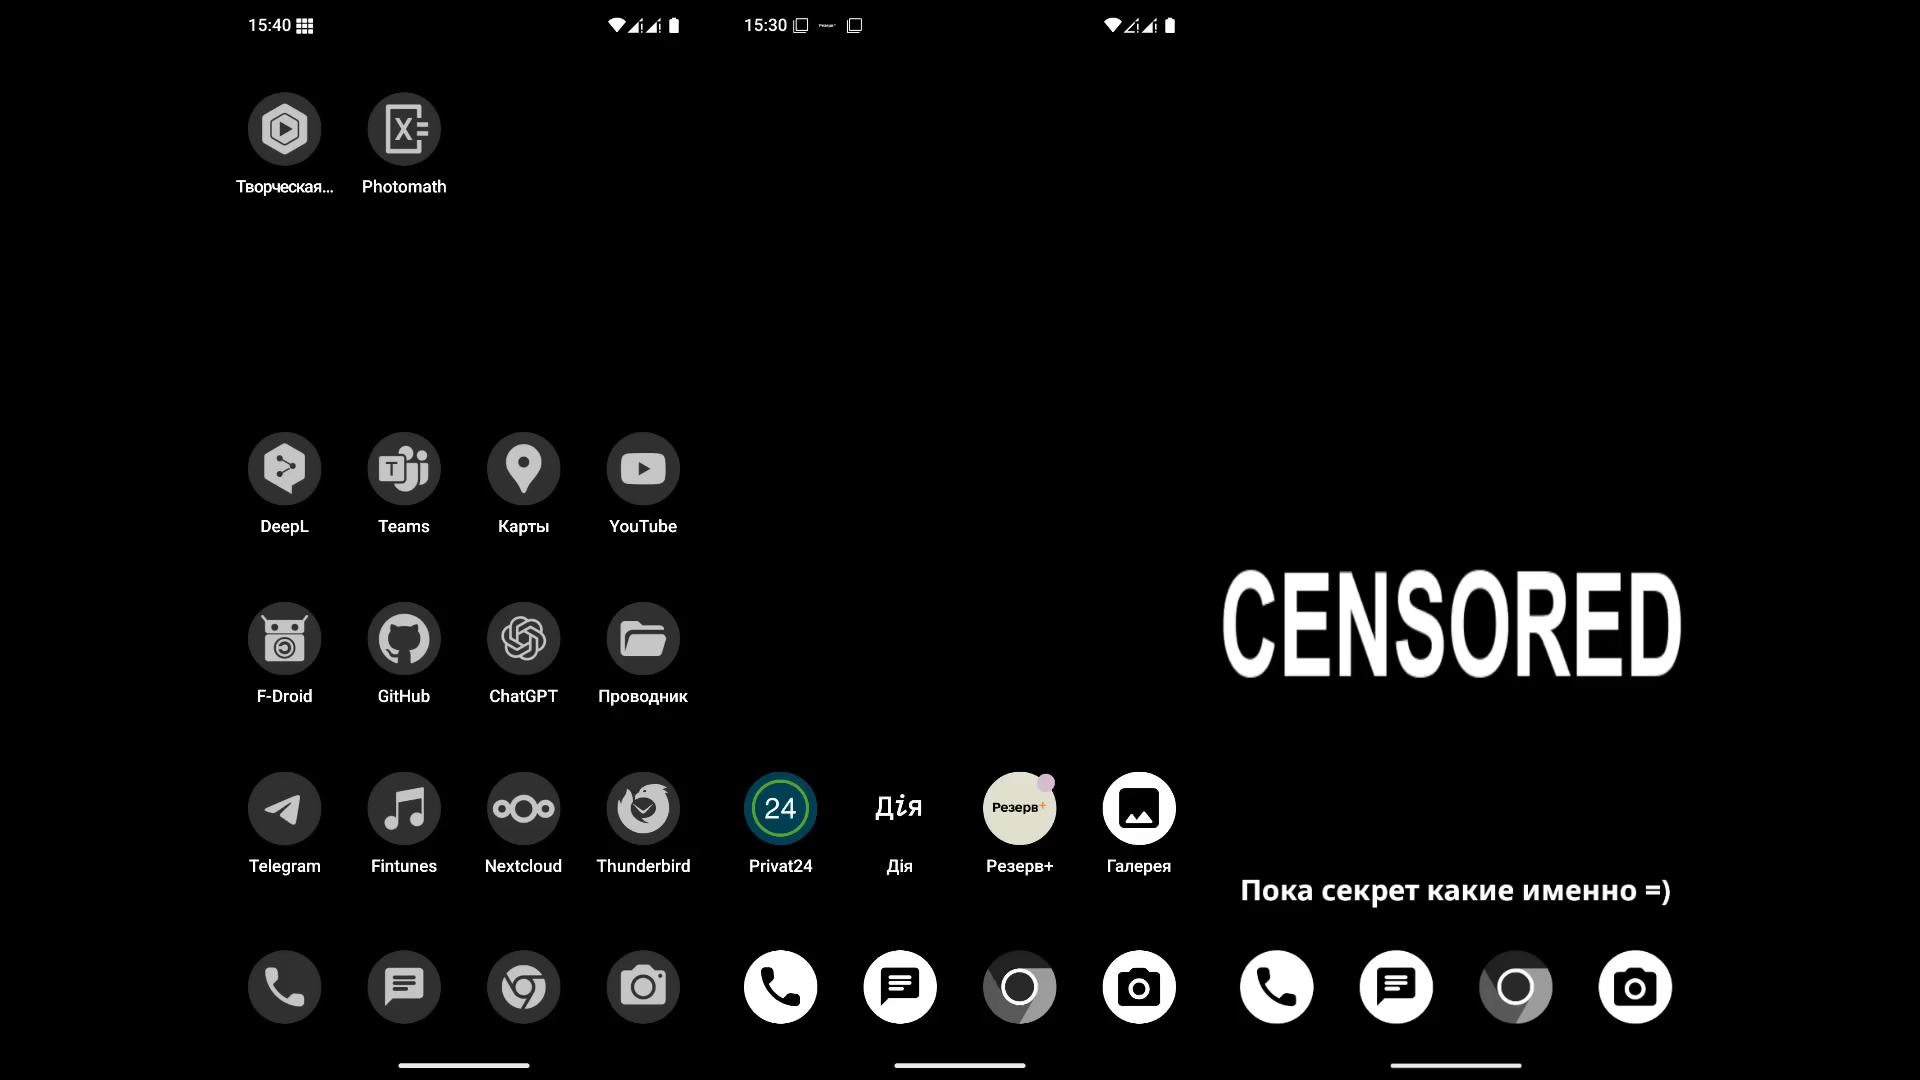 15:40
15:30
Творческая...
Photomath
DeepL
Teams
Карты
YouTube
CENSORED
F-Droid
GitHub
ChatGPT
Проводник
24
Дія
Резерв+
Telegram
Fintunes
Nextcloud
Thunderbird
Privat24
Дія
Резерв+
Галерея
Пока секрет какие именно =)